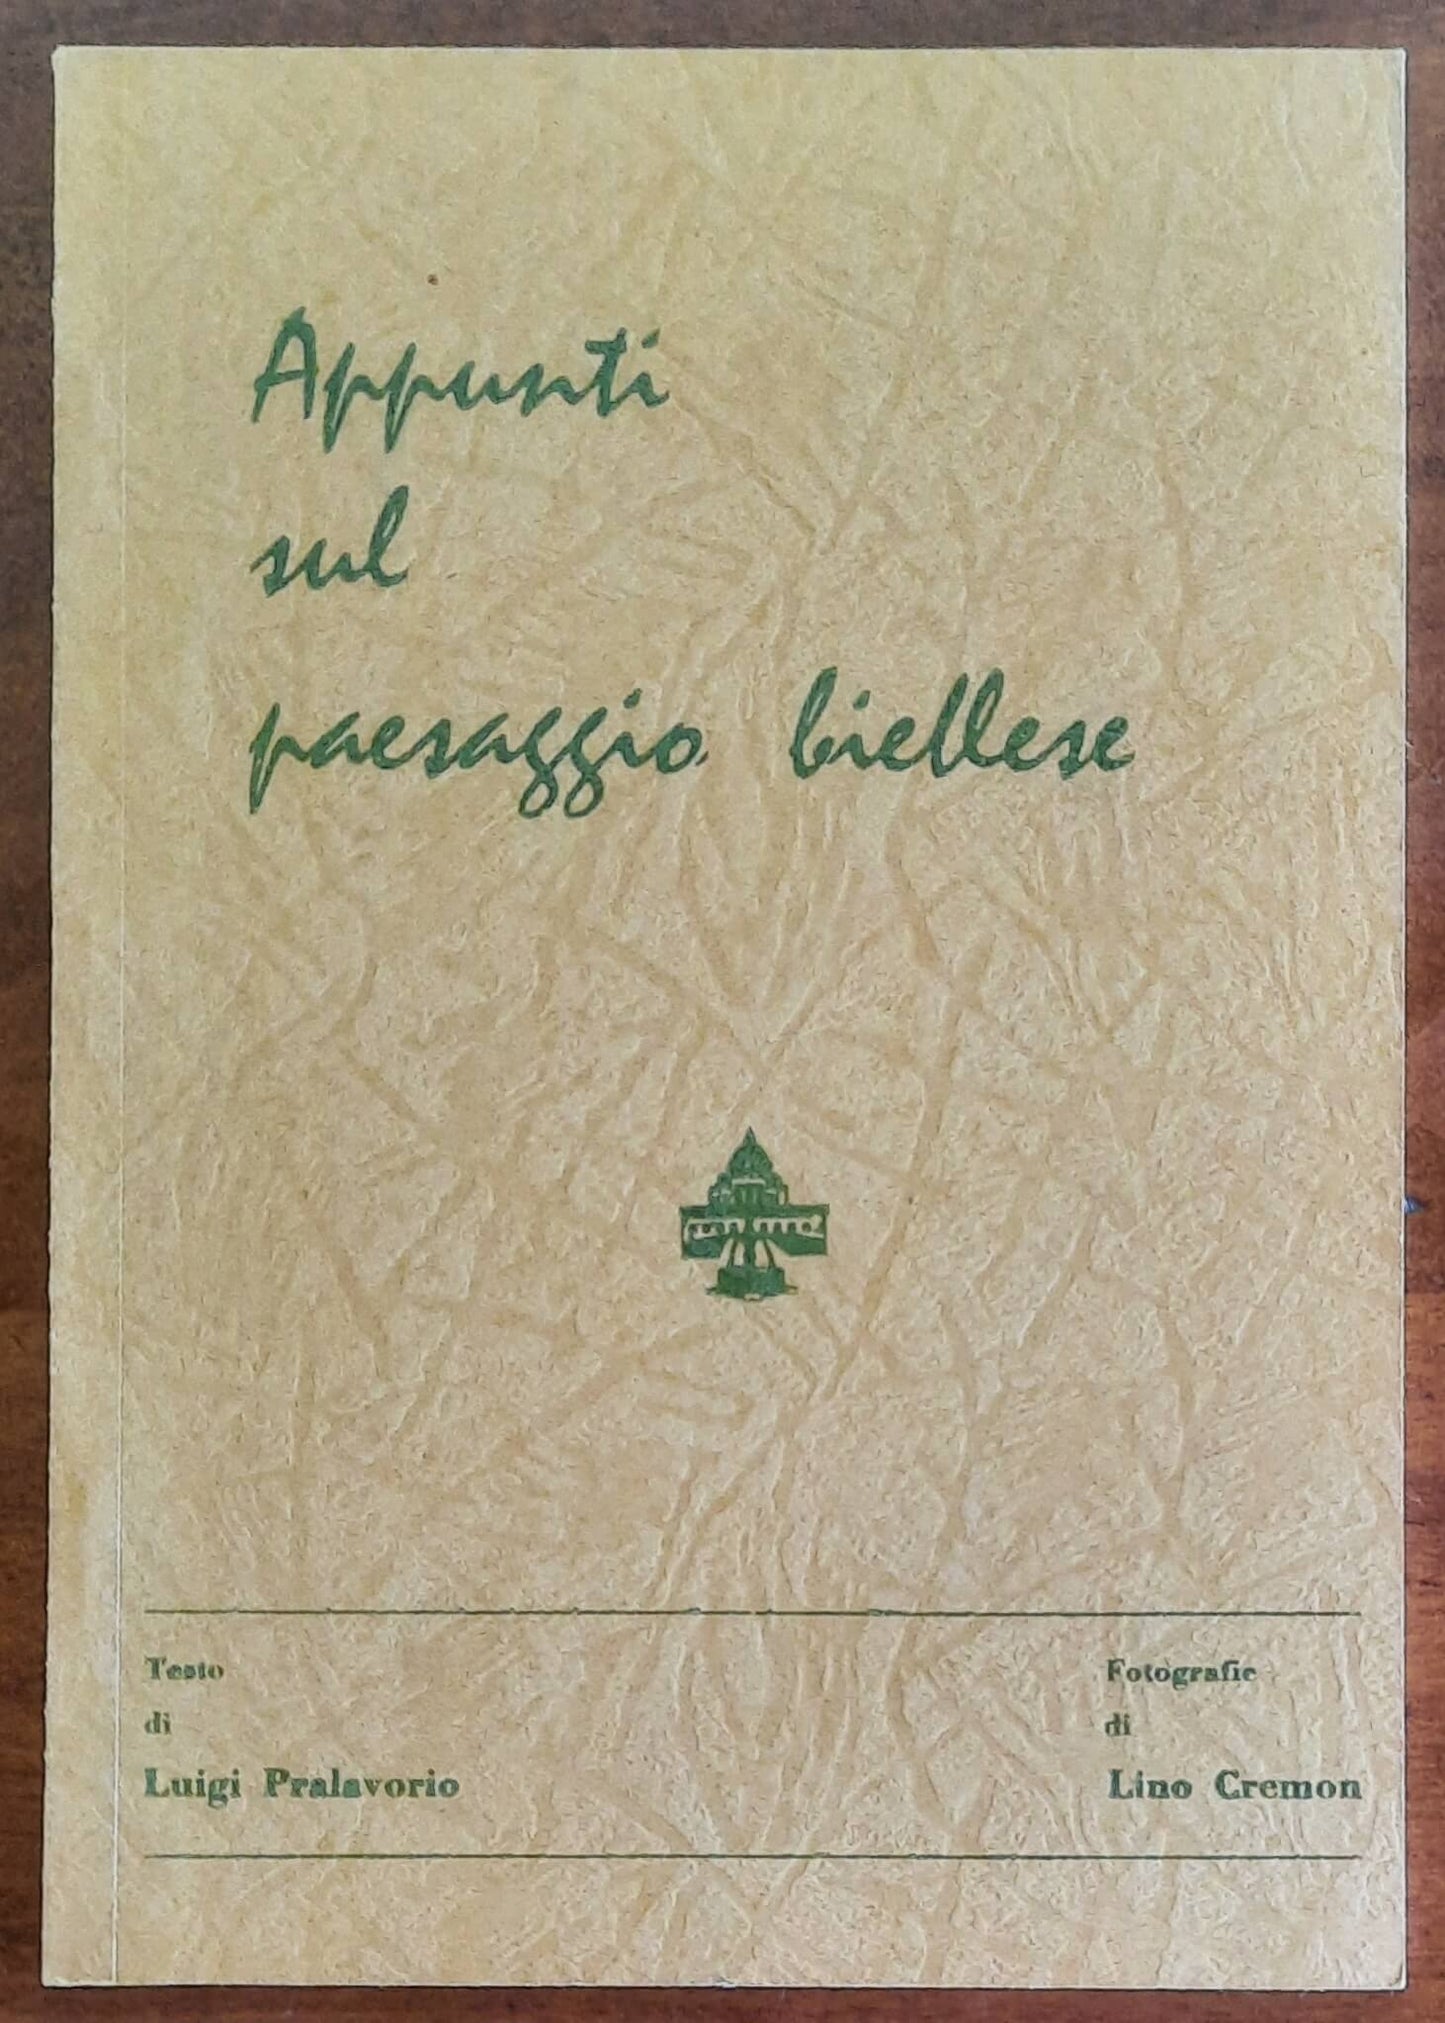 Appunti
sul
paesaggio biellese
Testo
di
Luigi Pralavorio
Fotografie
di
Lino Cremon